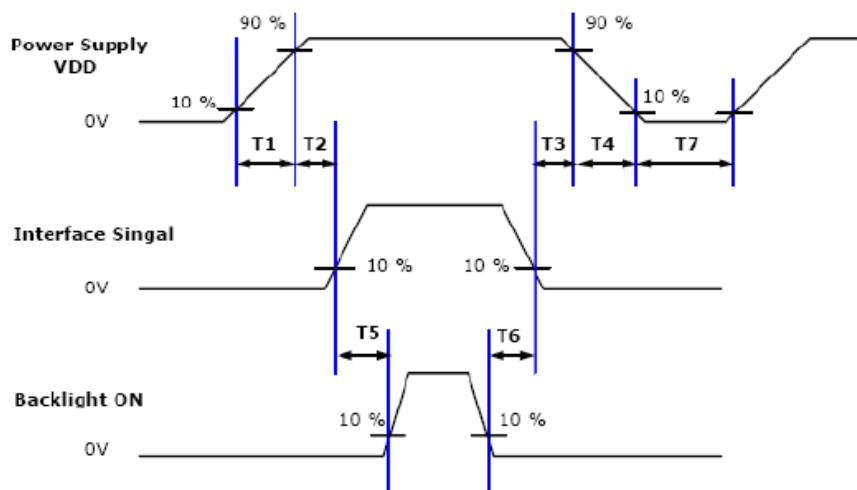 90 %
90 %
Power Supply
VDD
10 %
10 %
0V
T1
T2
T3
T4
T7
Interface Singal
10 %
10 %
0V
T5
T6
Backlight ON
10 %
10 %
0V